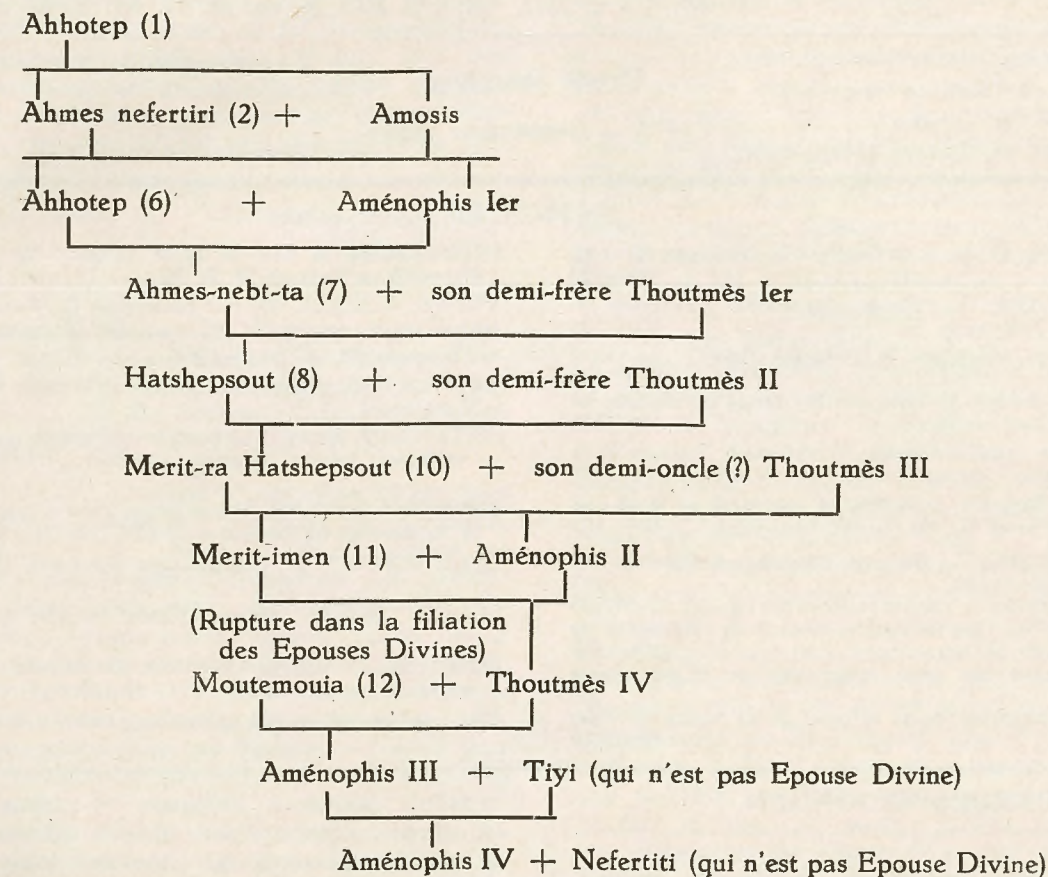 Ahhotep (1)
Ahmes nefertiri (2) + Amosis
Ahhotep (6) + Aménophis Ier
Ahmes-nebt-ta (7) + son demi-frère Thoutmès Ier
Hatshepsout (8) + son demi-frère Thoutmès II
Merit-ra Hatshepsout (10) + son demi-oncle (?) Thoutmès III
Merit-imen (11) + Aménophis II
(Rupture dans la filiation
des Epouses Divines)
Moutemouia (12) + Thoutmès IV
Aménophis III + Tiyi (qui n'est pas Epouse Divine)
Aménophis IV + Nefertiti (qui n'est pas Epouse Divine)